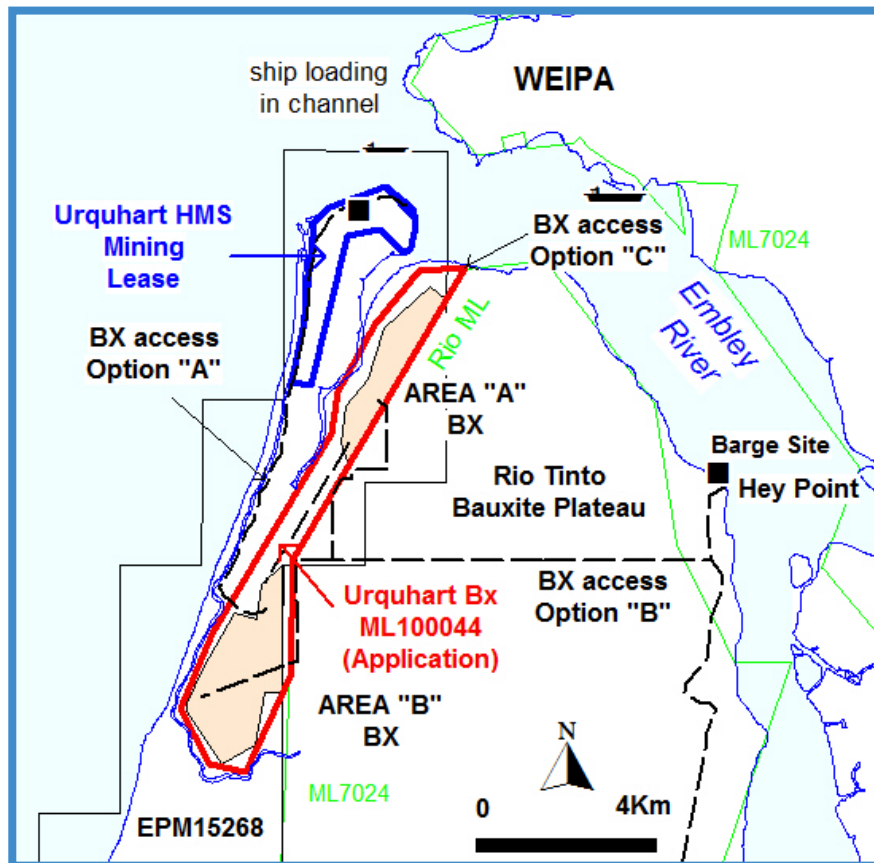 ship loading
in channel
WEIPA
Urquhart HMS
Mining
Lease
BX access
Option "C"
ML7024
Embley
River
Rio ML
BX access
Option "A"
AREA "A"
BX
Barge Site
Hey Point
Rio Tinto
Bauxite Plateau
BX access
Option "B"
Urquhart Bx
ML100044
(Application)
AREA "B"
BX
N
ML7024
0 4Km
EPM15268